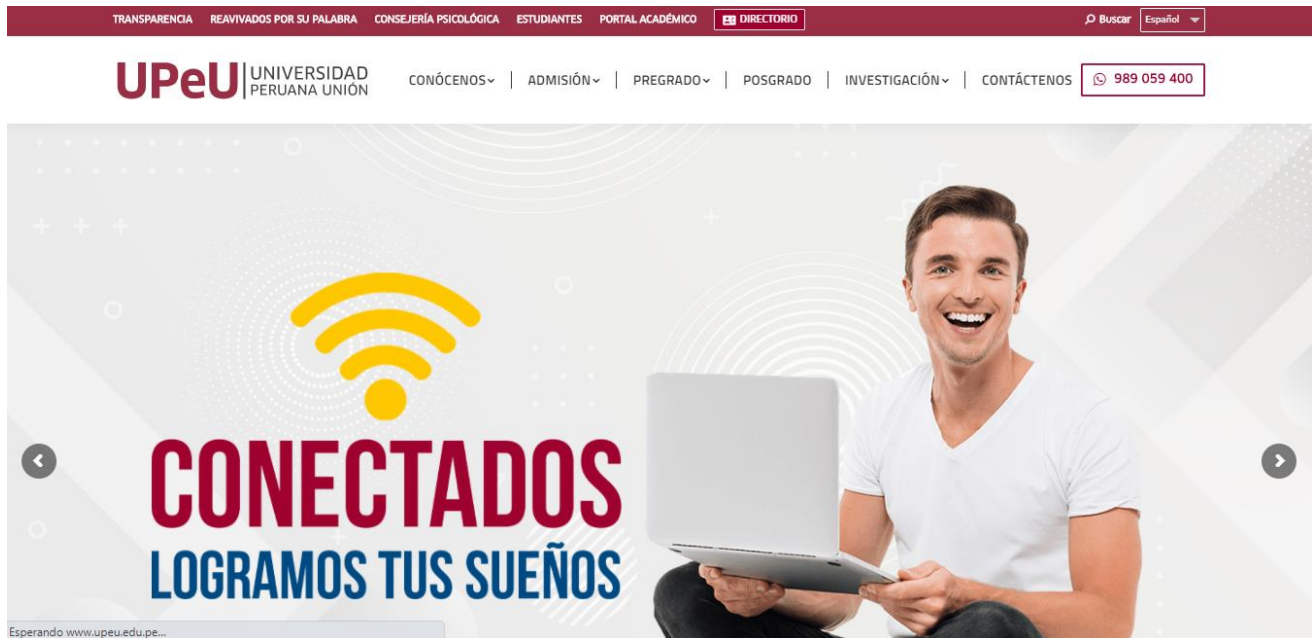 TRANSPARENCIA REAVIVADOS POR SU PALABRA CONSEJERÍA PSICOLÓGICA ESTUDIANTES PORTAL ACADÉMICO DIRECTORIO Buscar Español
UPeU UNIVERSIDAD PERUANA UNIÓN
CONÓCENOS ADMISIÓN PREGRADO POSGRADO INVESTIGACIÓN CONTÁCTENOS 989 059 400
CONECTADOS
LOGRAMOS TUS SUEÑOS
Esperando www.upeu.edu.pe...